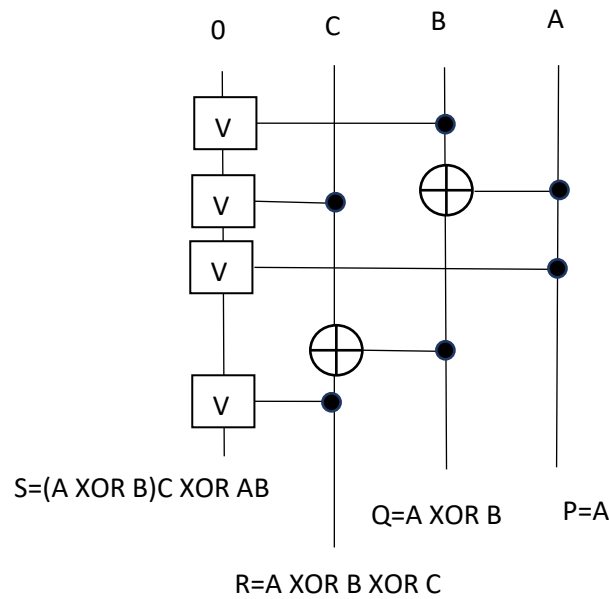 0 C B A
V
V
V
V
S=(A XOR B)C XOR AB
Q=A XOR B P=A
R=A XOR B XOR C